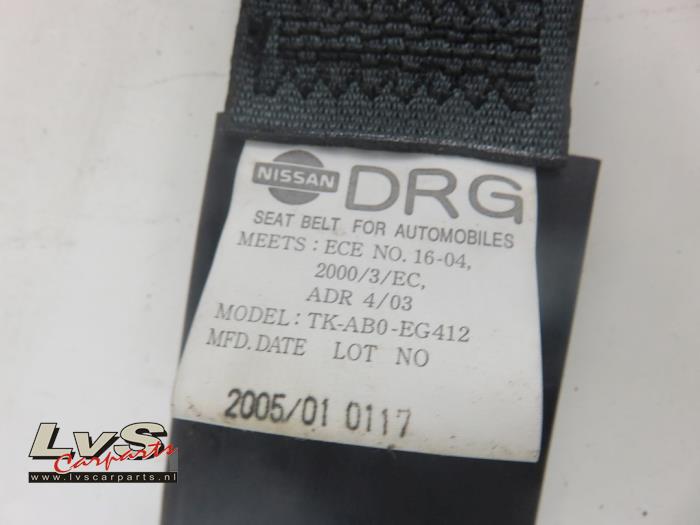 NISSAN DRG
SEAT BELT FOR AUTOMOBILES
MEETS : ECE NO. 16-04,
2000/3/EC,
ADR 4/03
MODEL : TK-AB0-EG412
MFD. DATE LOT NO
2005/01 0117
LvS
Carparts
www.lvscarparts.nl